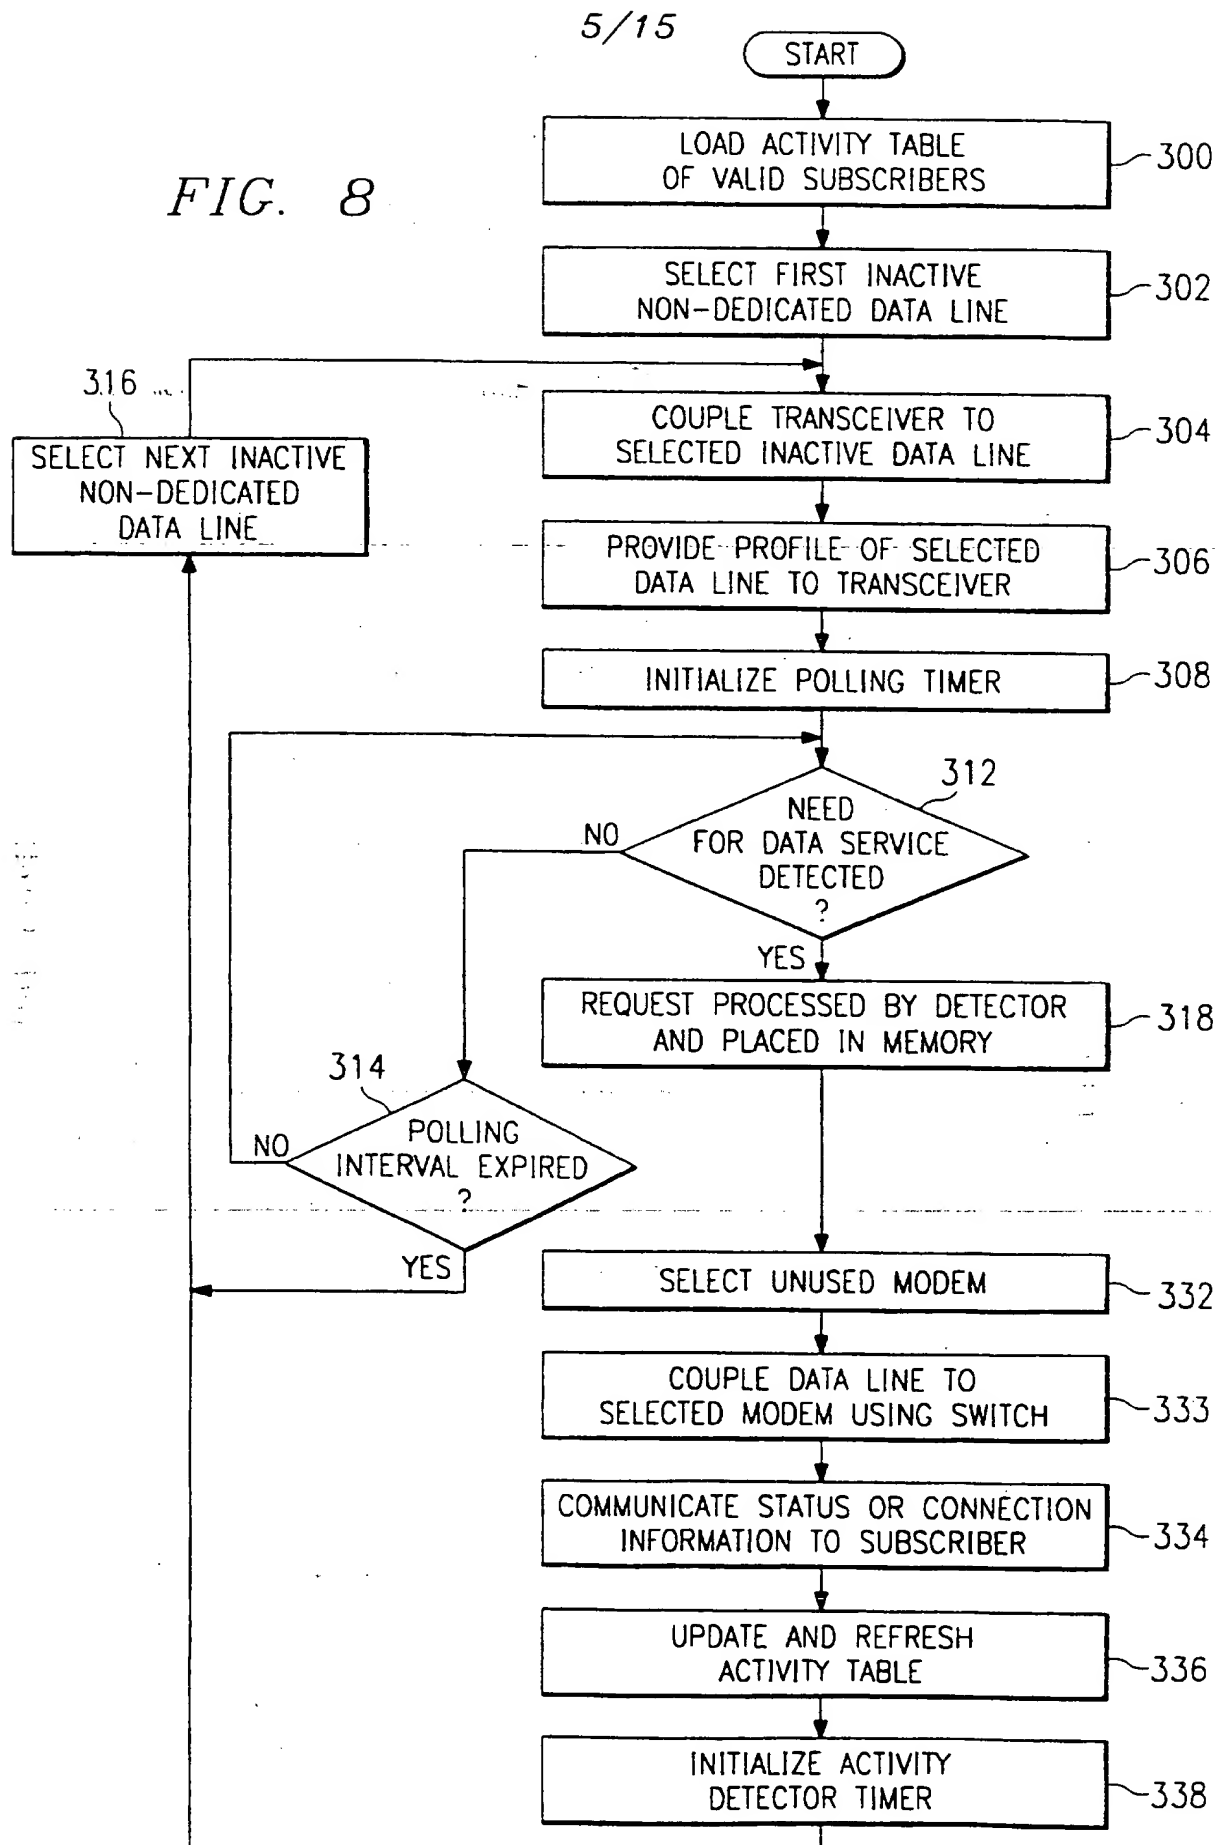 5/15
START
FIG. 8
LOAD ACTIVITY TABLE
OF VALID SUBSCRIBERS
300
SELECT FIRST INACTIVE
NON-DEDICATED DATA LINE
302
316
SELECT NEXT INACTIVE
NON-DEDICATED
DATA LINE
COUPLE TRANSCEIVER TO
SELECTED INACTIVE DATA LINE
304
PROVIDE PROFILE OF SELECTED
DATA LINE TO TRANSCEIVER
306
INITIALIZE POLLING TIMER
308
312
NEED
FOR DATA SERVICE
DETECTED
?
NO
YES
REQUEST PROCESSED BY DETECTOR
AND PLACED IN MEMORY
318
314
POLLING
INTERVAL EXPIRED
?
NO
YES
SELECT UNUSED MODEM
332
COUPLE DATA LINE TO
SELECTED MODEM USING SWITCH
333
COMMUNICATE STATUS OR CONNECTION
INFORMATION TO SUBSCRIBER
334
UPDATE AND REFRESH
ACTIVITY TABLE
336
INITIALIZE ACTIVITY
DETECTOR TIMER
338